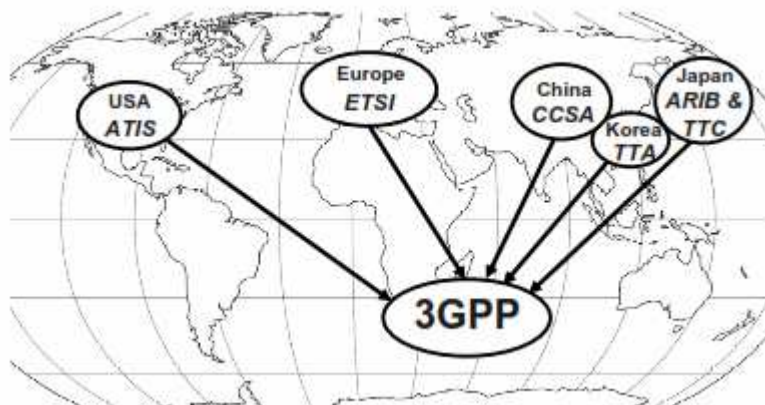 USA
ATIS
Europe
ETSI
China
CCSA
Korea
TTA
Japan
ARIB &
TTC
3GPP